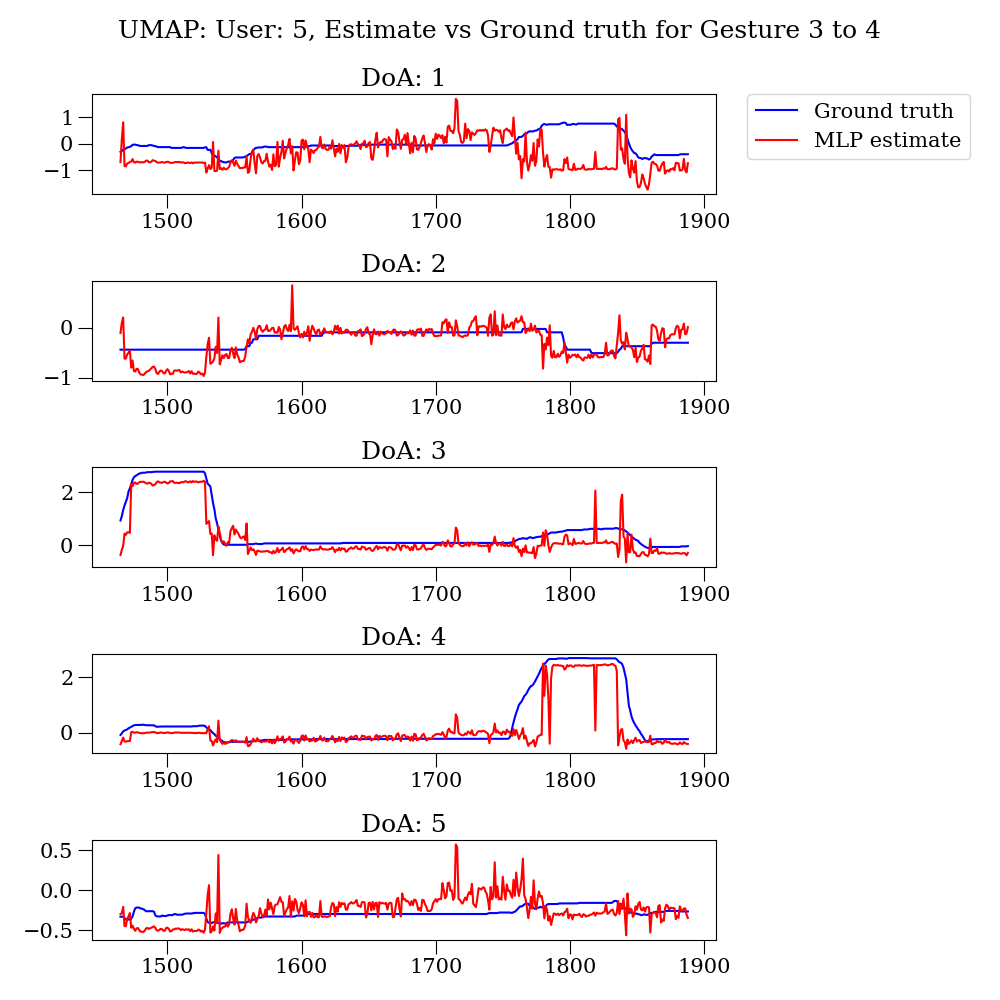 UMAP: User: 5, Estimate vs Ground truth for Gesture 3 to 4
DoA: 1
Ground truth
MLP estimate
1
0
−1
1500 1600 1700 1800 1900
DoA: 2
0
−1
1500 1600 1700 1800 1900
DoA: 3
2
0
1500 1600 1700 1800 1900
DoA: 4
2
0
1500 1600 1700 1800 1900
DoA: 5
0.5
0.0
−0.5
1500 1600 1700 1800 1900